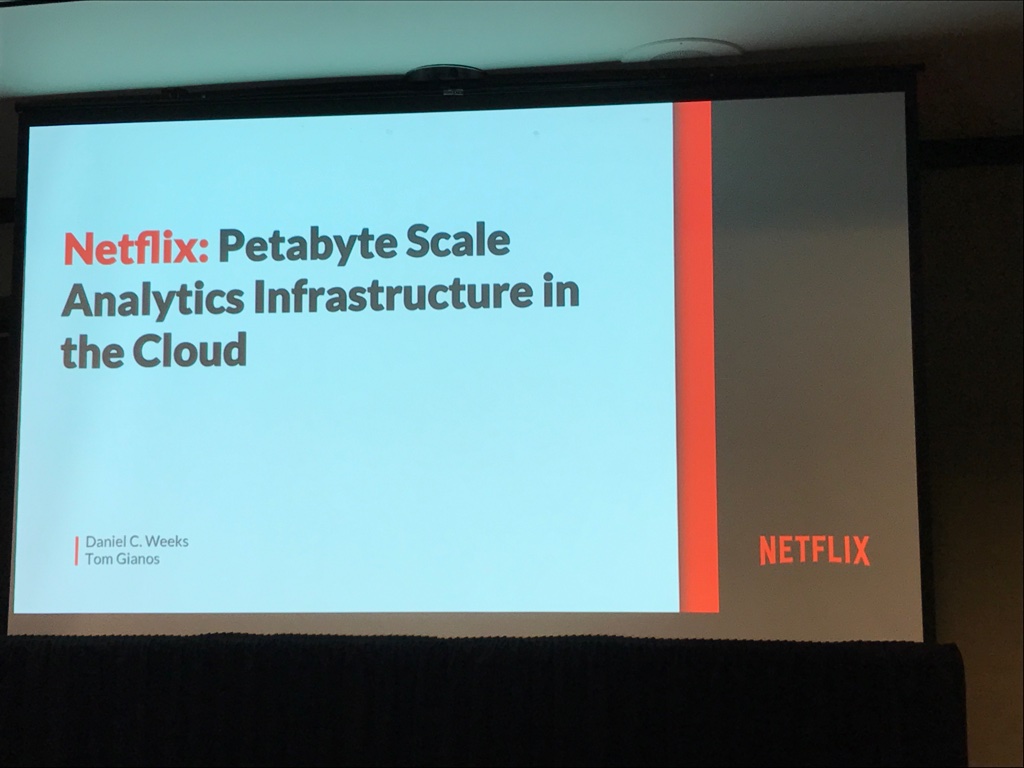 Netflix: Petabyte Scale
Analytics Infrastructure in
the Cloud
Daniel C. Weeks
Tom Gianos
NETFLIX